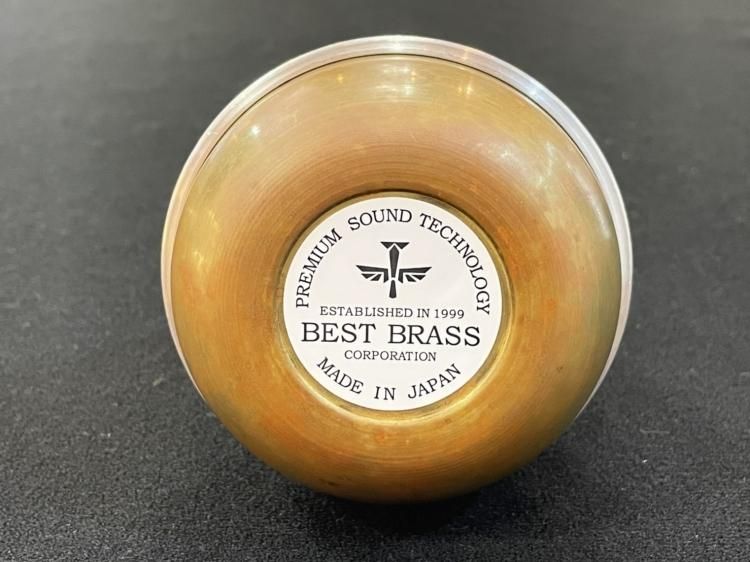 PREMIUM SOUND TECHNOLOGY
ESTABLISHED IN 1999
BEST BRASS
CORPORATION
MADE IN JAPAN